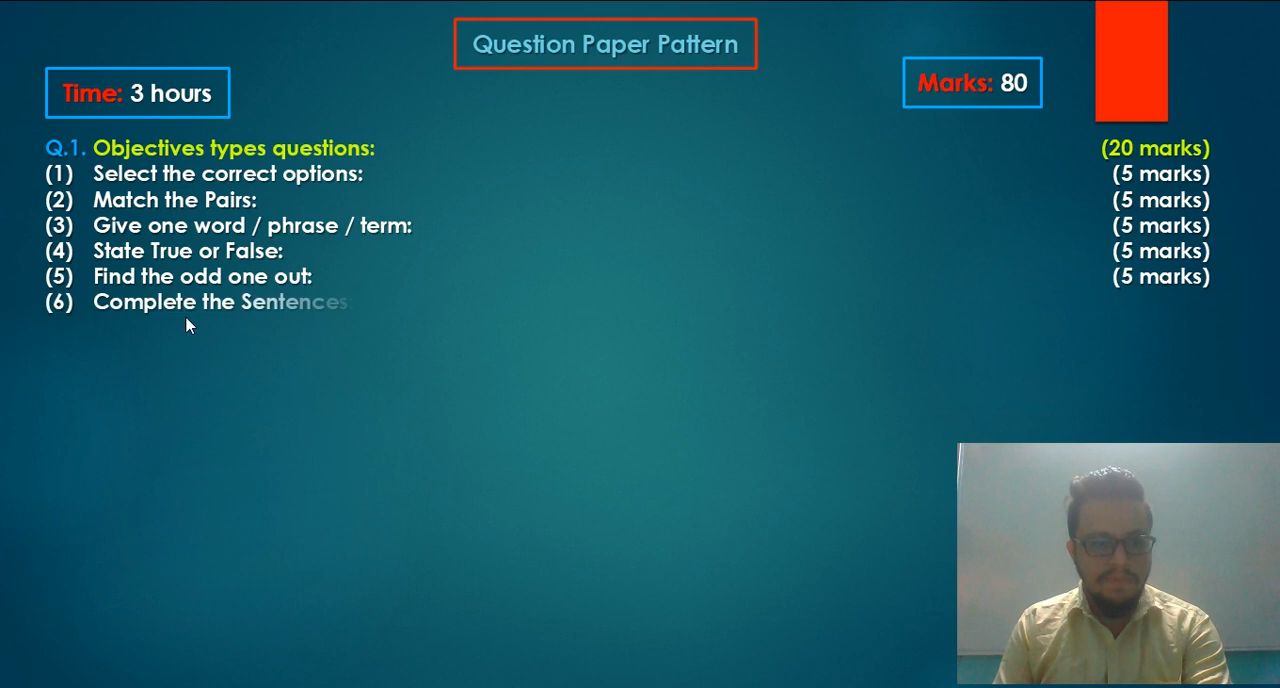 Question Paper Pattern
Time: 3 hours
Marks: 80
Q.1. Objectives types questions: (20 marks)
(1) Select the correct options: (5 marks)
(2) Match the Pairs: (5 marks)
(3) Give one word / phrase / term: (5 marks)
(4) State True or False: (5 marks)
(5) Find the odd one out: (5 marks)
(6) Complete the Sentences: